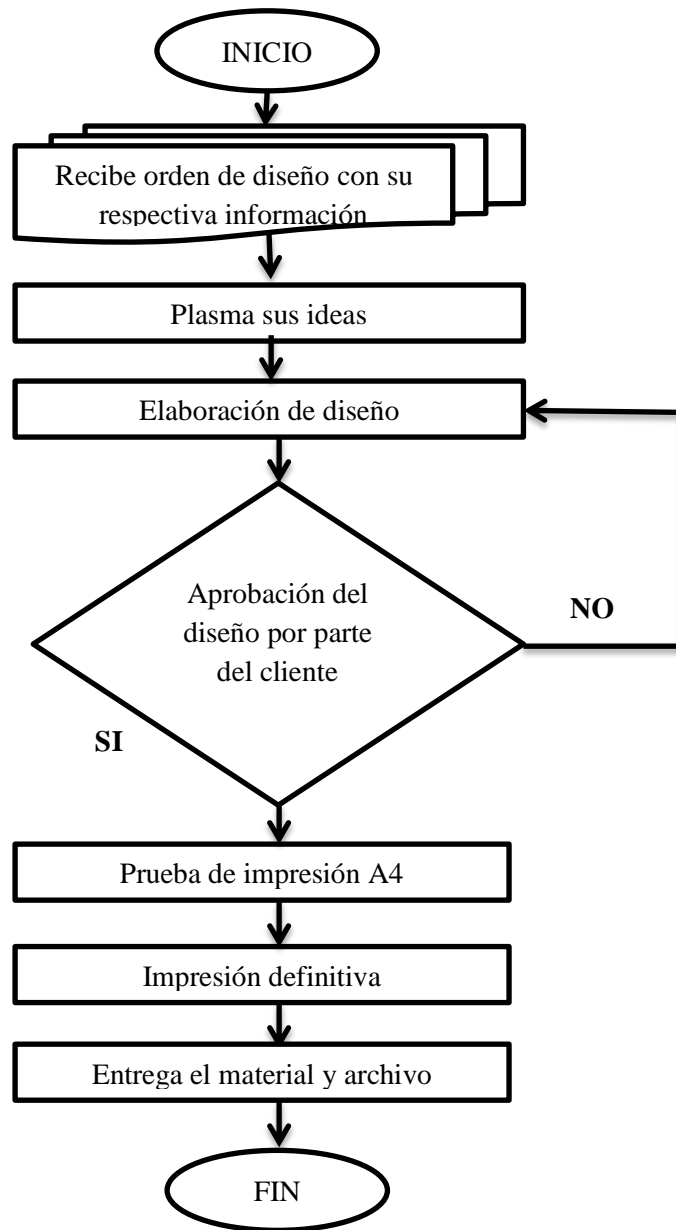 INICIO
Recibe orden de diseño con su
respectiva información
Plasma sus ideas
Elaboración de diseño
Aprobación del
diseño por parte
del cliente
NO
SI
Prueba de impresión A4
Impresión definitiva
Entrega el material y archivo
FIN